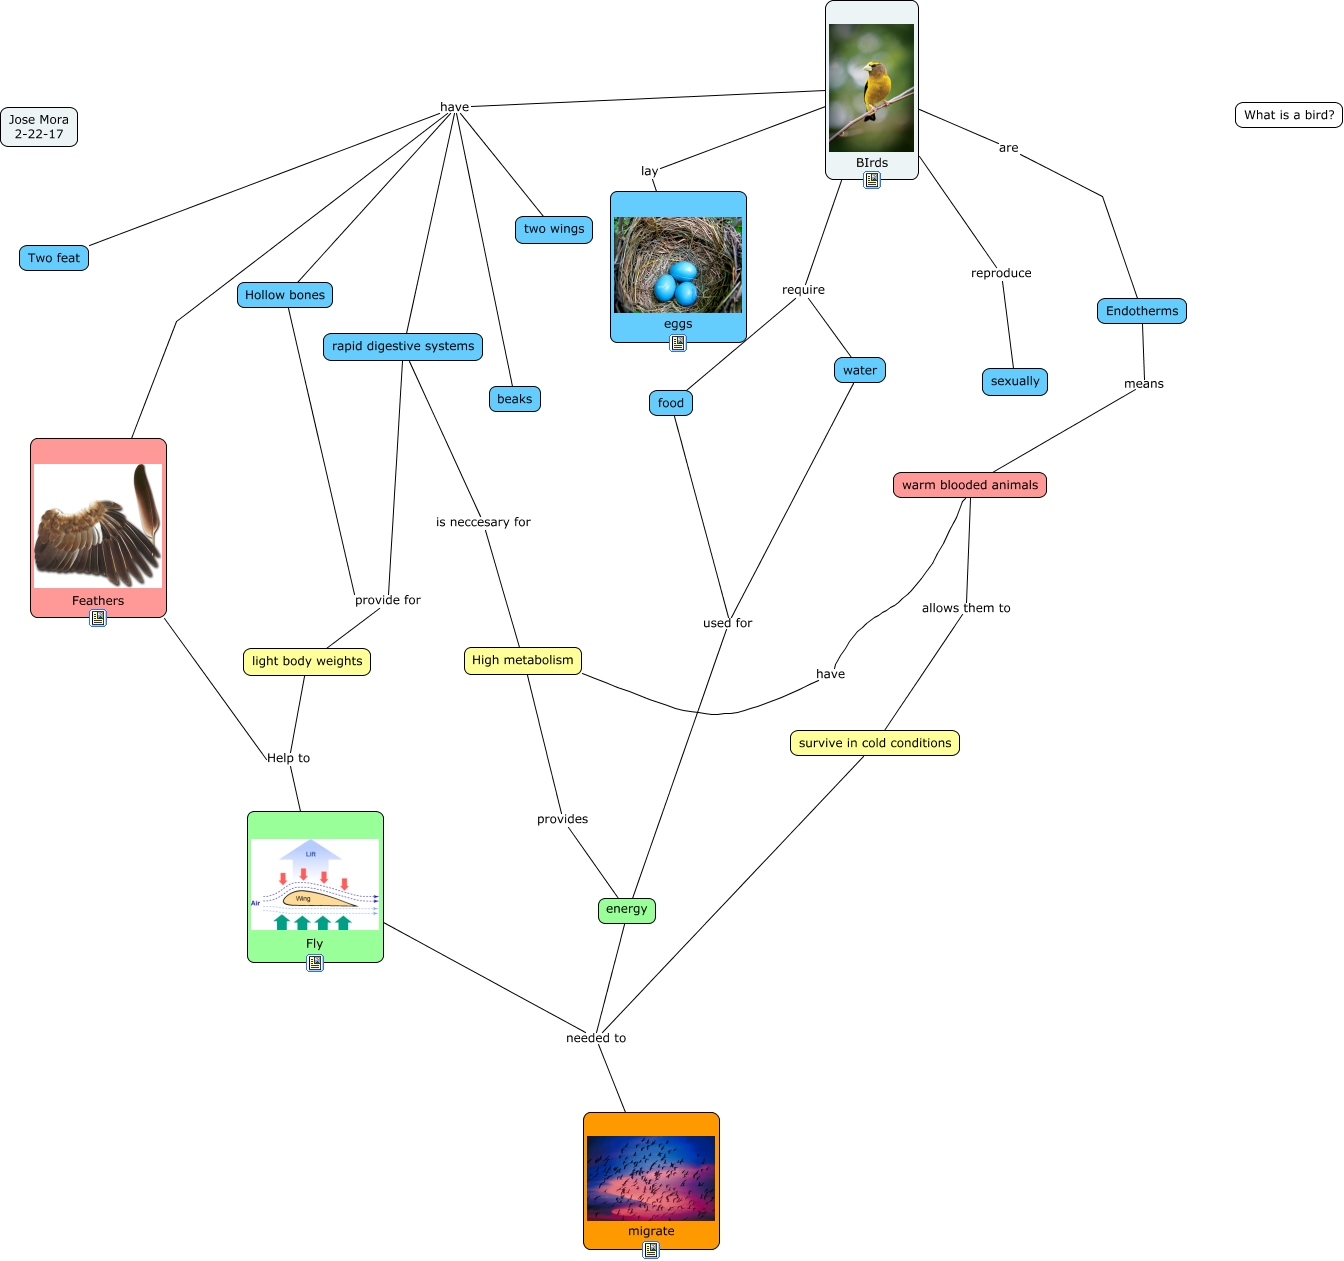 BIrds
have
Jose Mora
2-22-17
What is a bird?
are
lay
two wings
Two feat
eggs
reproduce
require
Hollow bones
Endotherms
rapid digestive systems
water
sexually
means
beaks
food
warm blooded animals
is neccesary for
Feathers
provide for
allows them to
used for
light body weights
High metabolism
have
survive in cold conditions
Help to
provides
Lift
Wing
Air
Fly
energy
needed to
migrate